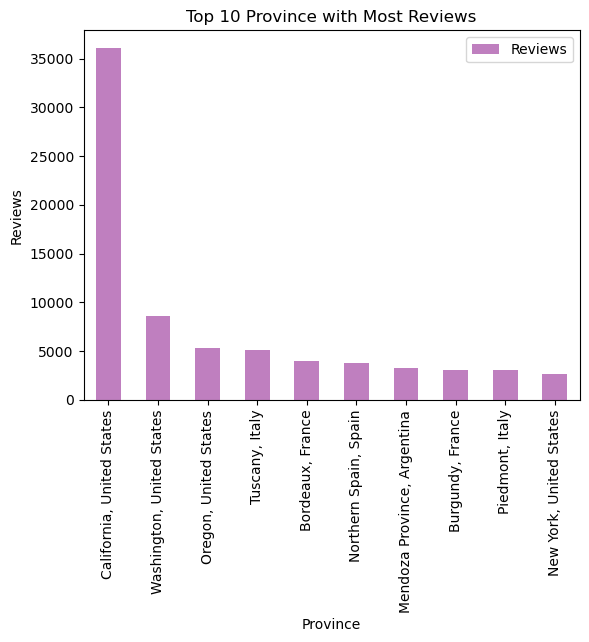 Top 10 Province with Most Reviews
Reviews
35000
30000
25000
20000
15000
10000
5000
0
Reviews
California, United States
Washington, United States
Oregon, United States
Tuscany, Italy
Bordeaux, France
Northern Spain, Spain
Mendoza Province, Argentina
Burgundy, France
Piedmont, Italy
New York, United States
Province